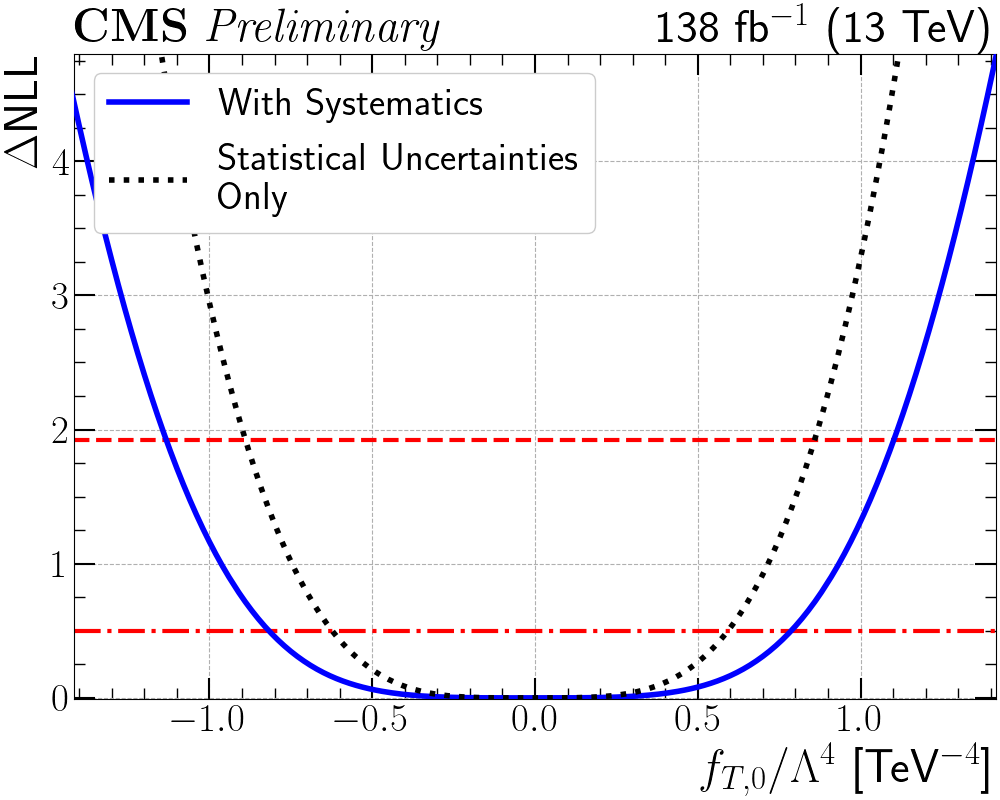 CMS Preliminary 138 fb⁻¹ (13 TeV)
ΔNLL
With Systematics
Statistical Uncertainties
Only
4
3
2
1
0
−1.0 −0.5 0.0 0.5 1.0
f_{T,0}/Λ⁴ [TeV⁻⁴]